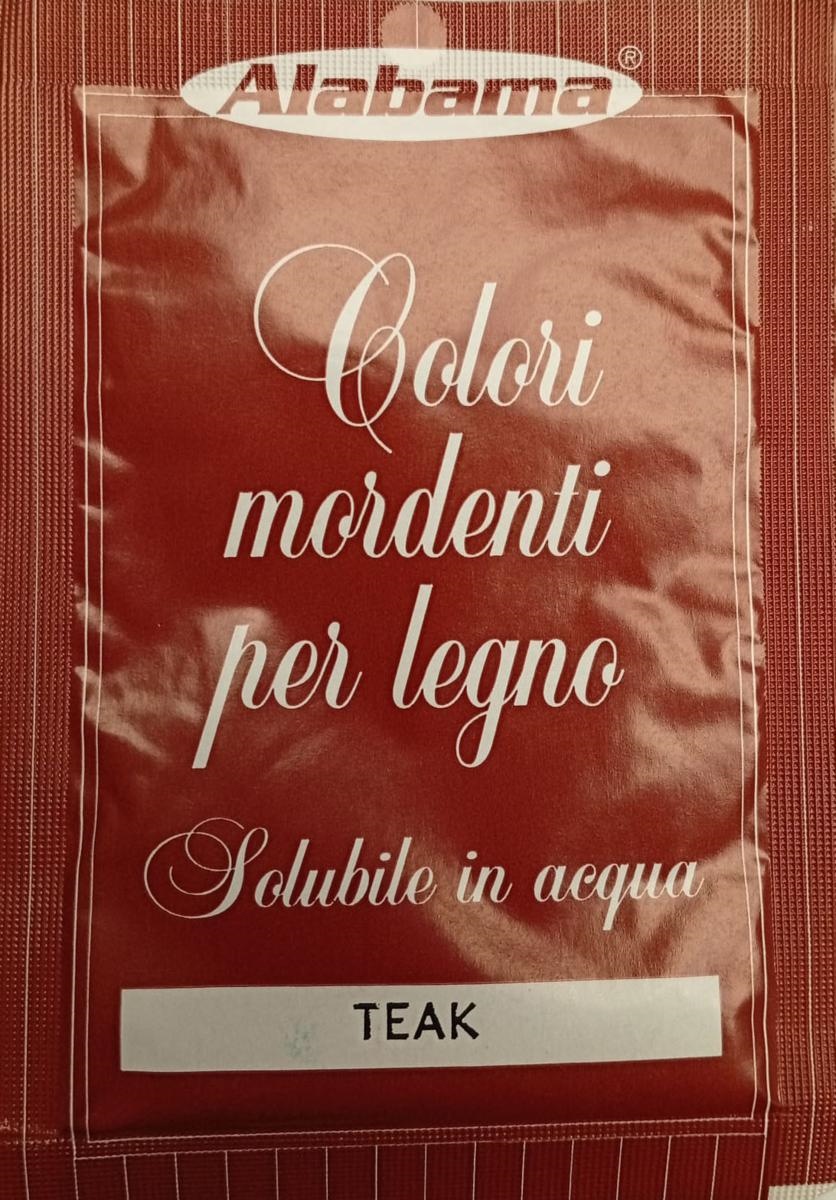 Alabama®
Colori
mordenti
per legno
Solubile in acqua
TEAK